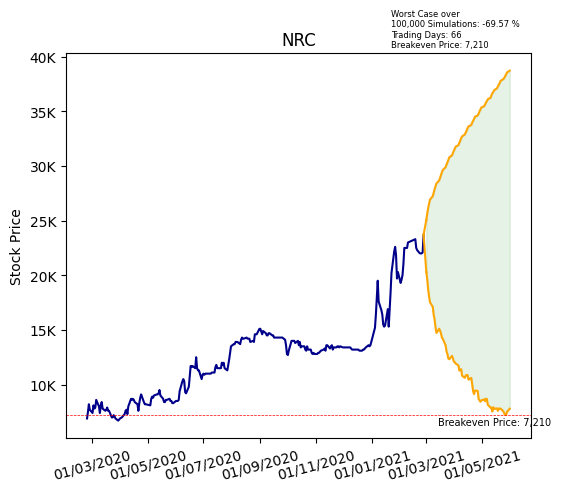 Worst Case over
100,000 Simulations: -69.57 %
Trading Days: 66
Breakeven Price: 7,210
NRC
40K
35K
30K
25K
20K
15K
10K
Stock Price
Breakeven Price: 7,210
01/03/2020 01/05/2020 01/07/2020 01/09/2020 01/11/2020 01/01/2021 01/03/2021 01/05/2021